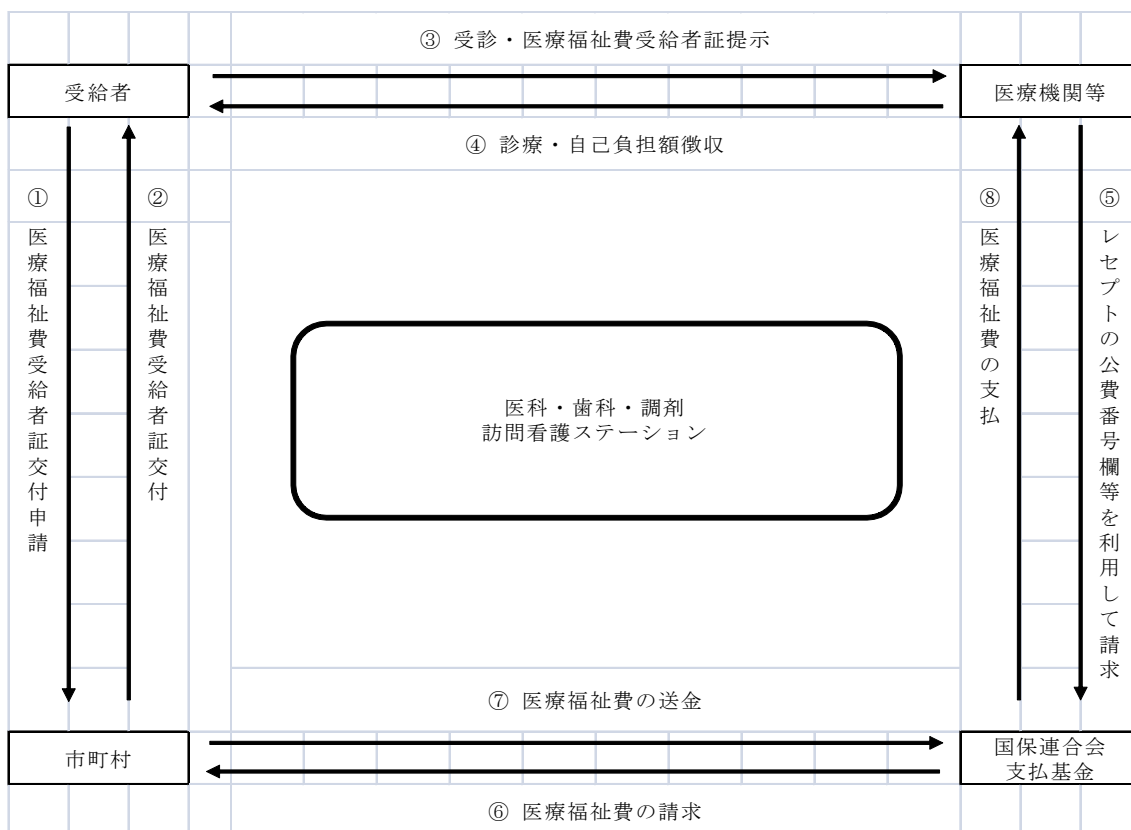 ③ 受診・医療福祉費受給者証提示
受給者
医療機関等
④ 診療・自己負担額徴収
①
医療福祉費受給者証交付申請
②
医療福祉費受給者証交付
⑧
医療福祉費の支払
⑤
レセプトの公費番号欄等を利用して請求
医科・歯科・調剤
訪問看護ステーション
⑦ 医療福祉費の送金
市町村
国保連合会
支払基金
⑥ 医療福祉費の請求